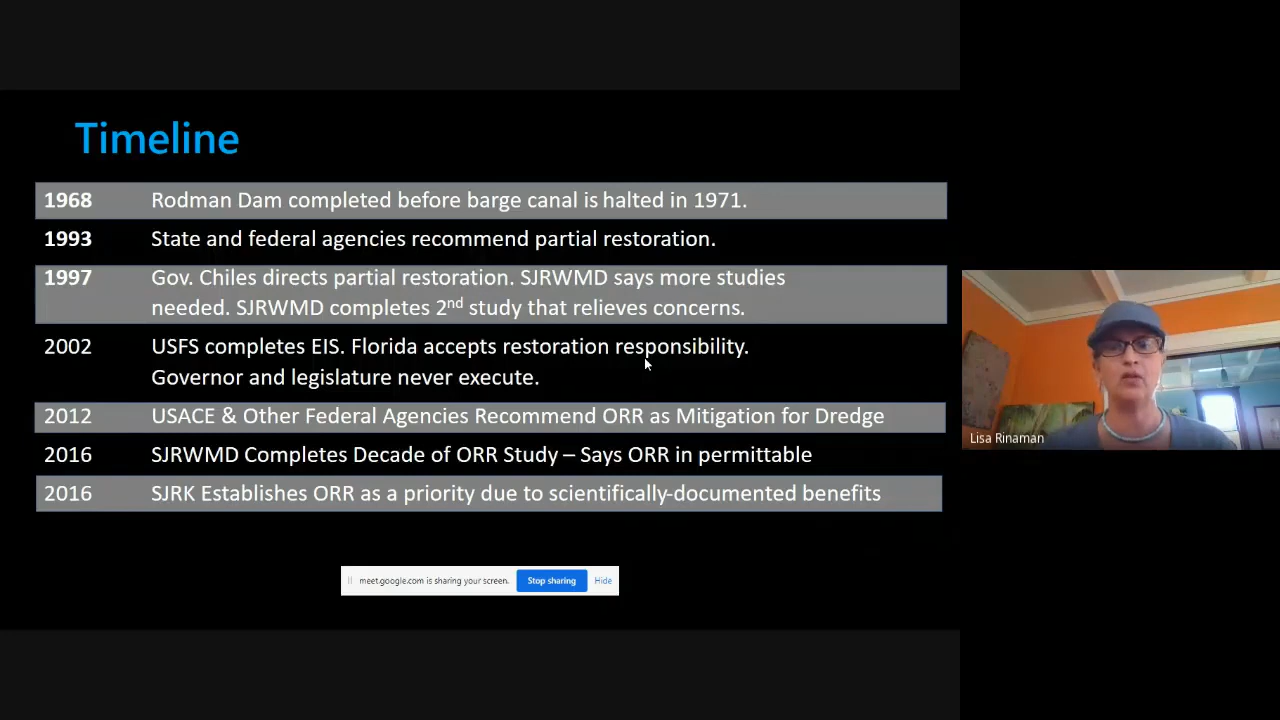 Timeline
1968 Rodman Dam completed before barge canal is halted in 1971.
1993 State and federal agencies recommend partial restoration.
1997 Gov. Chiles directs partial restoration. SJRWMD says more studies
needed. SJRWMD completes 2nd study that relieves concerns.
2002 USFS completes EIS. Florida accepts restoration responsibility.
Governor and legislature never execute.
2012 USACE & Other Federal Agencies Recommend ORR as Mitigation for Dredge
2016 SJRWMD Completes Decade of ORR Study – Says ORR in permittable
2016 SJRK Establishes ORR as a priority due to scientifically-documented benefits
Lisa Rinaman
meet.google.com is sharing your screen. Stop sharing Hide